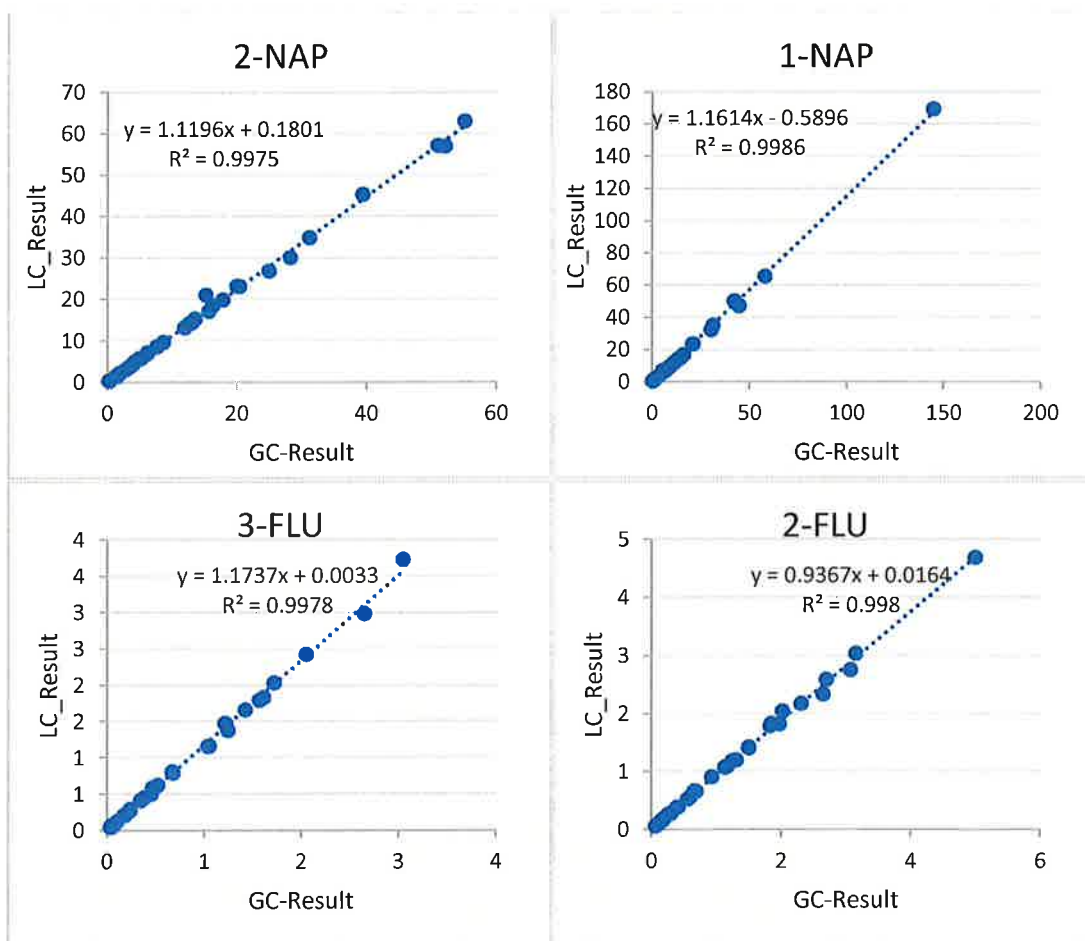 2-NAP
y = 1.1196x + 0.1801
R² = 0.9975
70
60
50
40
30
20
10
0
LC_Result
0 20 40 60
GC-Result
1-NAP
y = 1.1614x - 0.5896
R² = 0.9986
180
160
140
120
100
80
60
40
20
0
LC_Result
0 50 100 150 200
GC-Result
3-FLU
y = 1.1737x + 0.0033
R² = 0.9978
4
4
3
3
2
2
1
1
0
LC_Result
0 1 2 3 4
GC-Result
2-FLU
y = 0.9367x + 0.0164
R² = 0.998
5
4
3
2
1
0
LC_Result
0 2 4 6
GC-Result